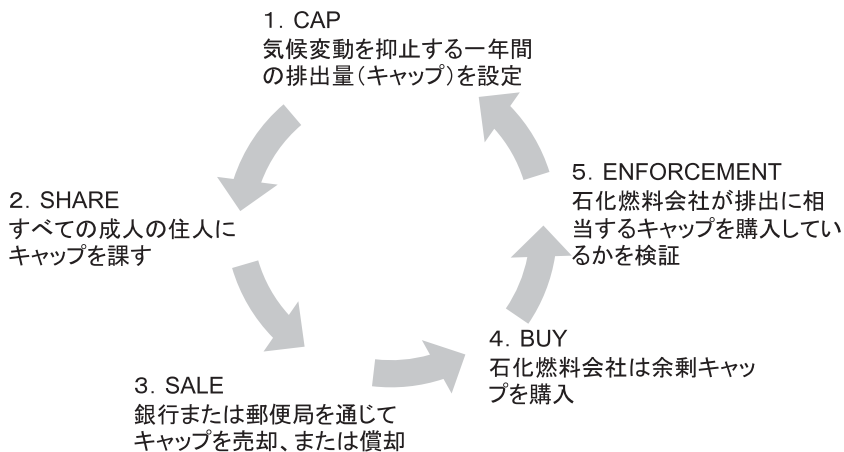 1. CAP
気候変動を抑止する一年間
の排出量(キャップ)を設定
2. SHARE
すべての成人の住人に
キャップを課す
3. SALE
銀行または郵便局を通じて
キャップを売却、または償却
4. BUY
石化燃料会社は余剰キャッ
プを購入
5. ENFORCEMENT
石化燃料会社が排出に相
当するキャップを購入してい
るかを検証